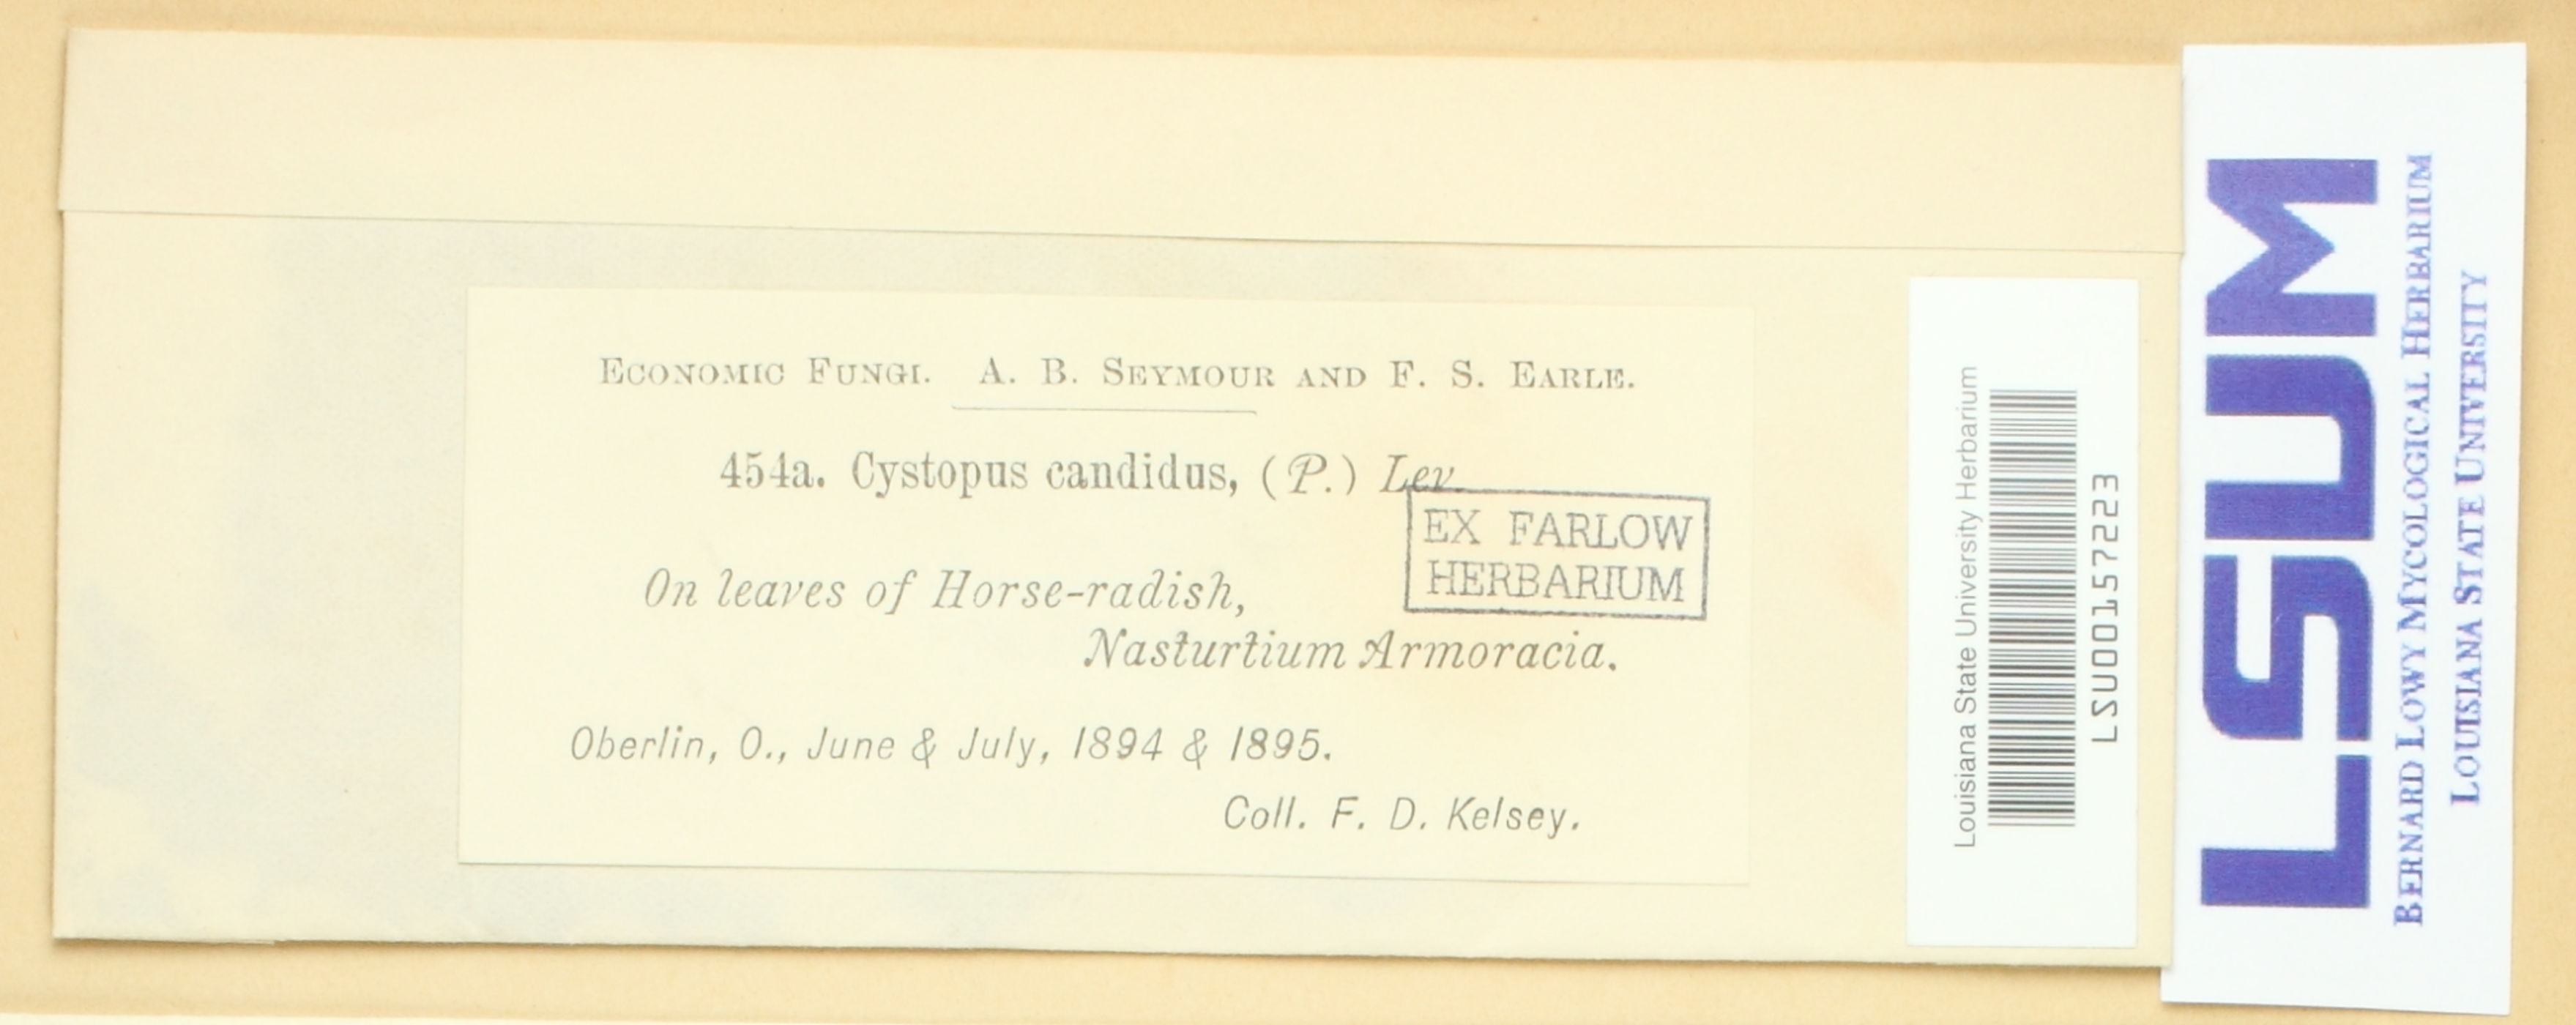 ECONOMIC FUNGI. A. B. SEYMOUR AND F. S. EARLE.
454a. Cystopus candidus, (P.) Lev
EX FARLOW
HERBARIUM
On leaves of Horse-radish,
Nasturtium Armoracia.
Oberlin, O., June & July, 1894 & 1895.
Coll. F. D. Kelsey.
Louisiana State University Herbarium
LSU00157223
LSUM
BERNARD LOWY MYCOLOGICAL HERBARIUM
LOUISIANA STATE UNIVERSITY